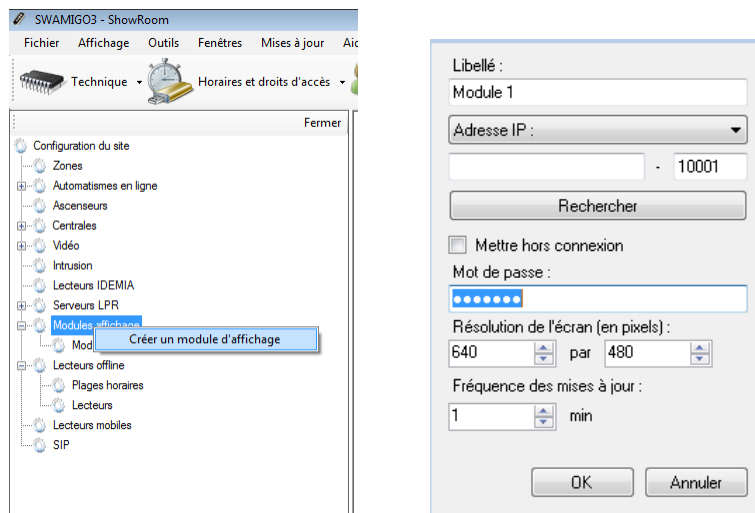 SWAMIGO3 - ShowRoom
Fichier Affichage Outils Fenêtres Mises à jour
Technique Horaires et droits d'accès
Fermer
Configuration du site
Zones
Automatismes en ligne
Ascenseurs
Centrales
Vidéo
Intrusion
Lecteurs IDEMIA
Serveurs LPR
Modules affichage
Créer un module d'affichage
Lecteurs offline
Plages horaires
Lecteurs
Lecteurs mobiles
SIP
Libellé :
Module 1
Adresse IP :
- 10001
Rechercher
Mettre hors connexion
Mot de passe :
Résolution de l'écran (en pixels) :
640 par 480
Fréquence des mises à jour :
1 min
OK Annuler